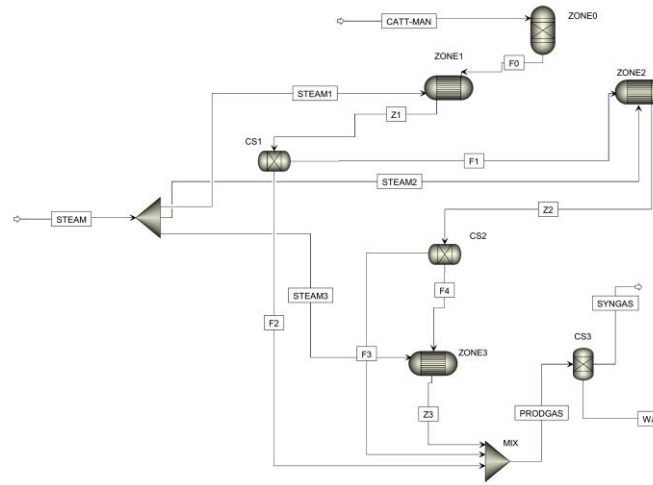 CATT-MAN
ZONE0
F0
ZONE1
ZONE2
STEAM1
Z1
CS1
F1
STEAM2
STEAM
Z2
CS2
STEAM3
F4
SYNGAS
F2
F3
ZONE3
CS3
Z3
PRODGAS
MIX